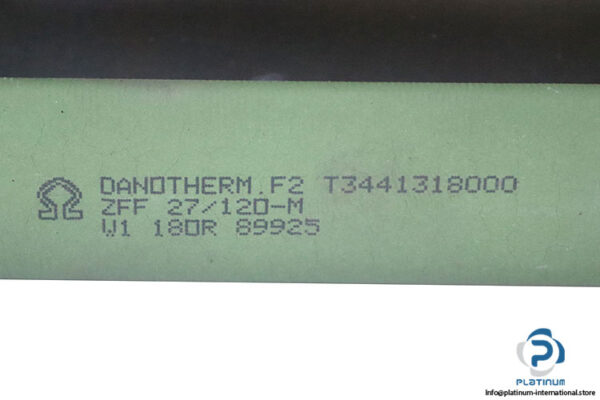 DANOTHERM.F2 T3441318000
ZFF 27/120-M
W1 180R 89925
PLATINUM
Info@platinum-international.store